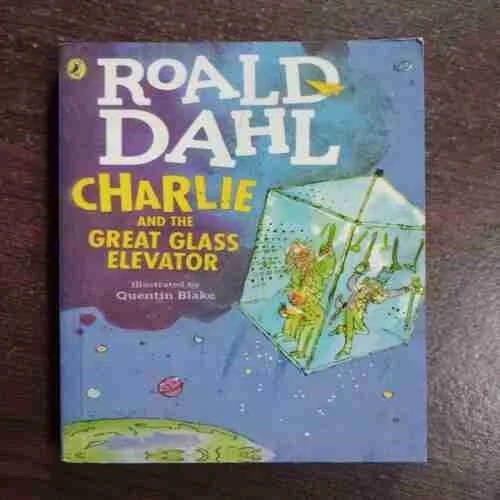 ROALD
DAHL
CHARLIE
AND THE
GREAT GLASS
ELEVATOR
Illustrated by
Quentin Blake